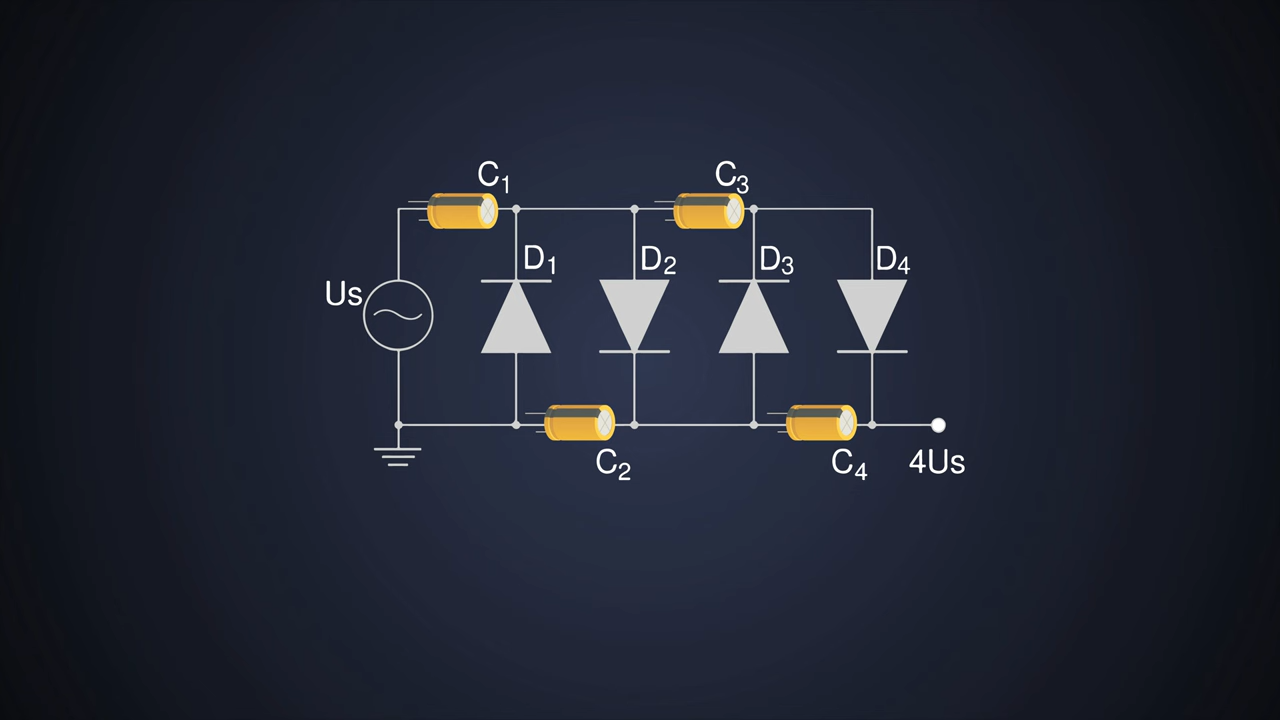 C₁
C₃
D₁
D₂
D₃
D₄
Us
C₂
C₄
4Us